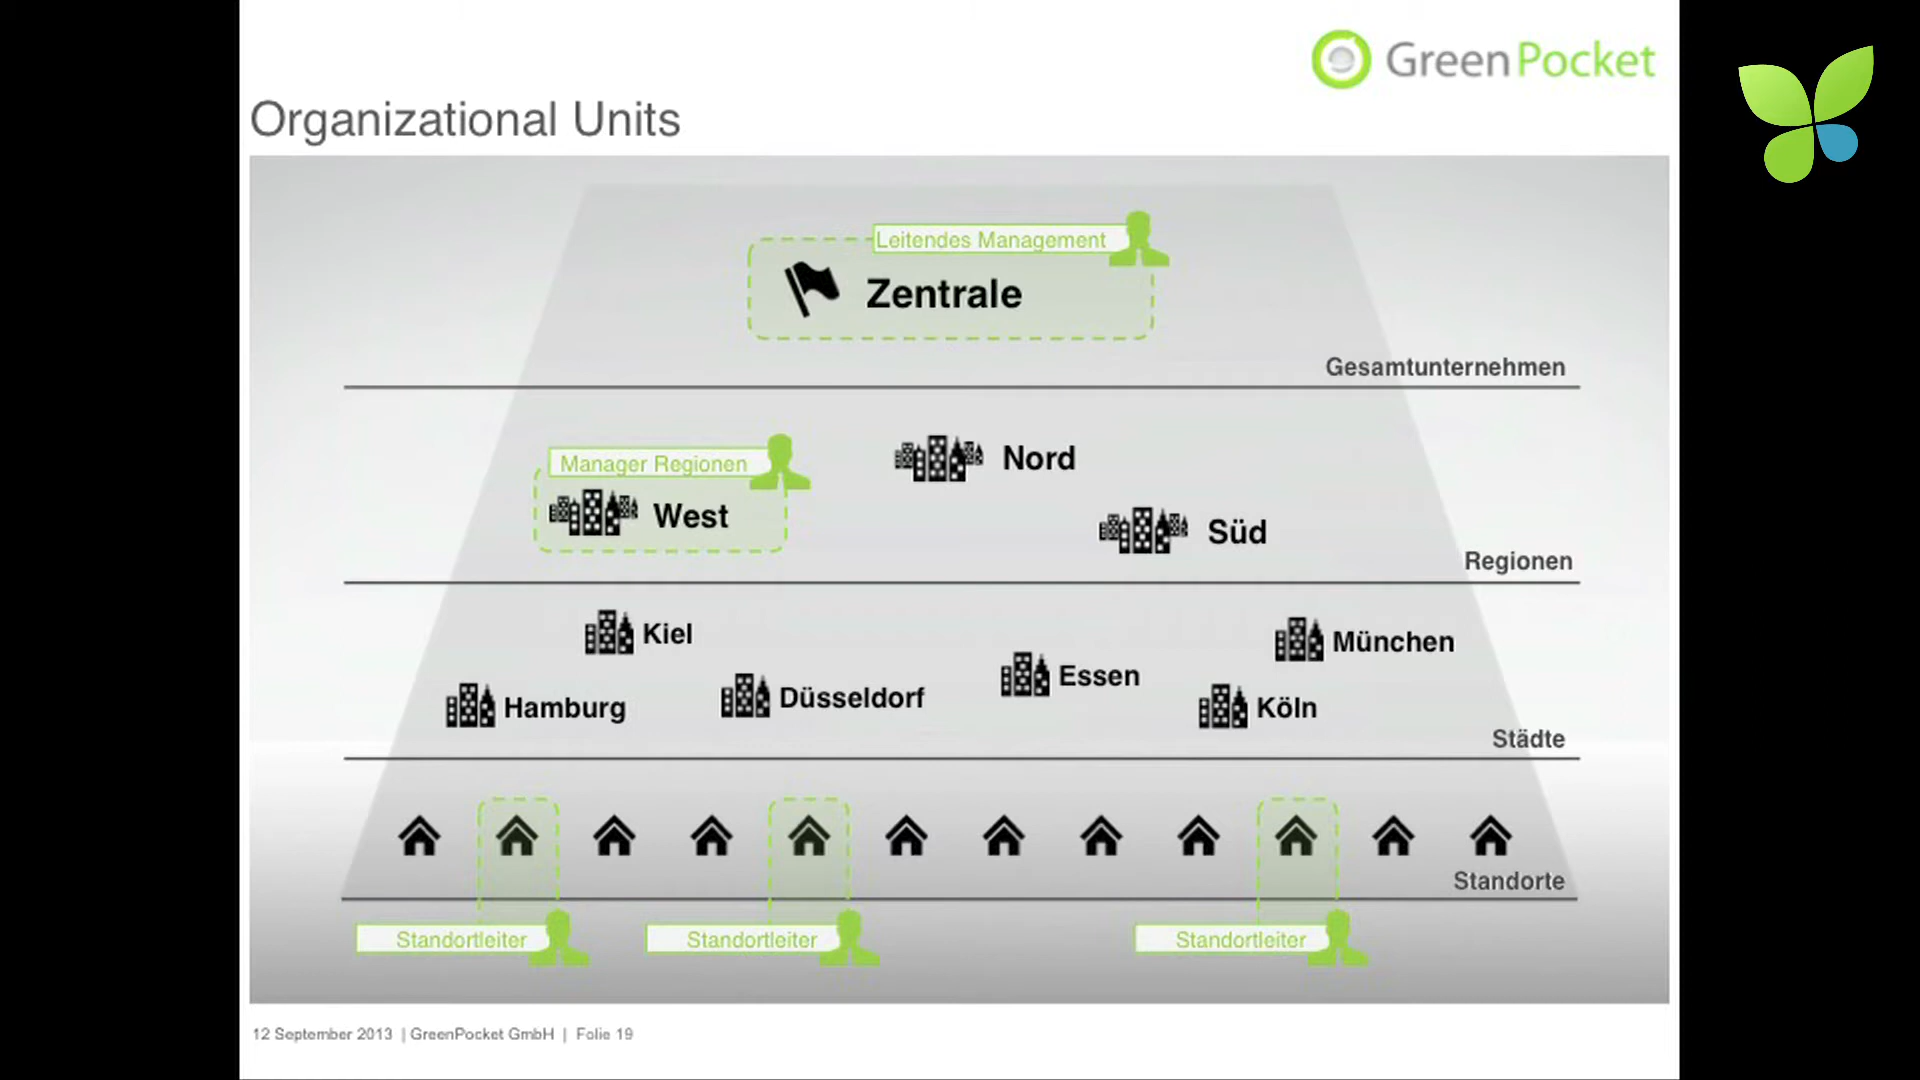 GreenPocket
Organizational Units
Leitendes Management
Zentrale
Gesamtunternehmen
Manager Regionen
West
Nord
Süd
Regionen
Kiel
Hamburg
Düsseldorf
Essen
Köln
München
Städte
Standorte
Standortleiter
Standortleiter
Standortleiter
12 September 2013 | GreenPocket GmbH | Folie 19